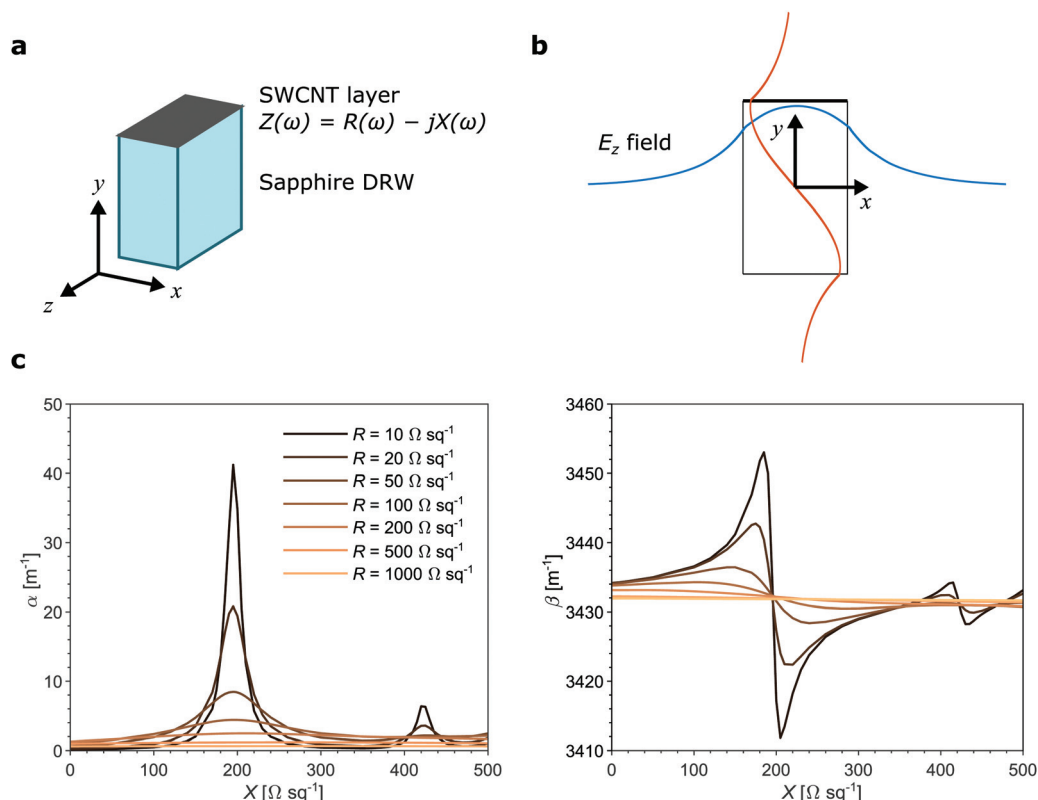 a
SWCNT layer
Z(ω) = R(ω) − jX(ω)
Sapphire DRW
y
x
z
b
E_z field
y
x
c
50
40
30
20
10
0
α [m⁻¹]
0 100 200 300 400 500
X [Ω sq⁻¹]
R = 10 Ω sq⁻¹
R = 20 Ω sq⁻¹
R = 50 Ω sq⁻¹
R = 100 Ω sq⁻¹
R = 200 Ω sq⁻¹
R = 500 Ω sq⁻¹
R = 1000 Ω sq⁻¹
3460
3450
3440
3430
3420
3410
β [m⁻¹]
0 100 200 300 400 500
X [Ω sq⁻¹]